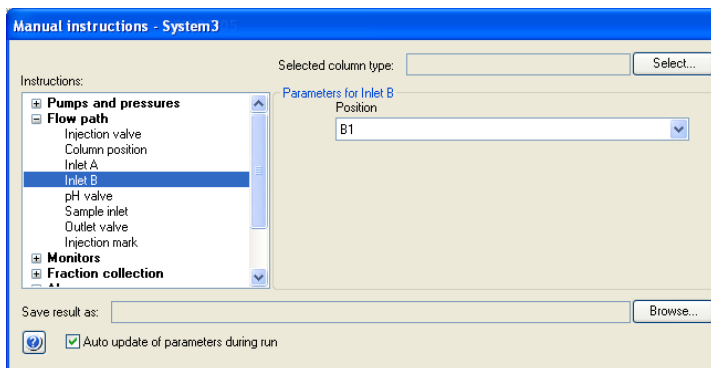 Manual instructions - System3
Selected column type:
Select...
Instructions:
Pumps and pressures
Flow path
Injection valve
Column position
Inlet A
Inlet B
pH valve
Sample inlet
Outlet valve
Injection mark
Monitors
Fraction collection
Parameters for Inlet B
Position
B1
Save result as:
Browse...
Auto update of parameters during run